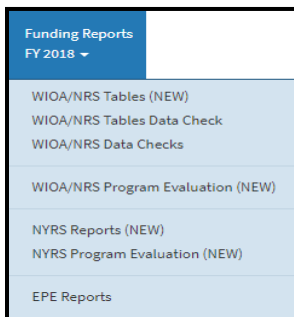 Funding Reports
FY 2018
WIOA/NRS Tables (NEW)
WIOA/NRS Tables Data Check
WIOA/NRS Data Checks
WIOA/NRS Program Evaluation (NEW)
NYRS Reports (NEW)
NYRS Program Evaluation (NEW)
EPE Reports